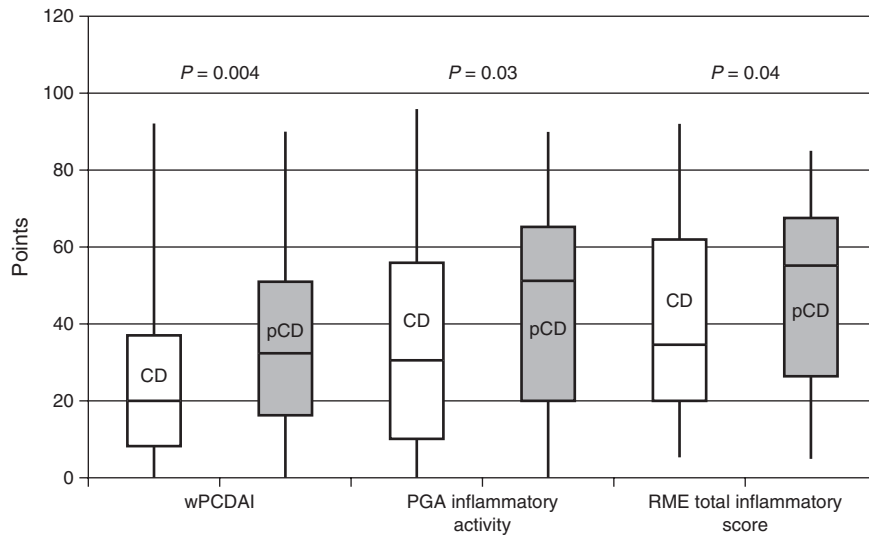 120
P = 0.004 P = 0.03 P = 0.04
100
80
Points
60
40
20
0
CD pCD CD pCD CD pCD
wPCDAI PGA inflammatory RME total inflammatory
activity score